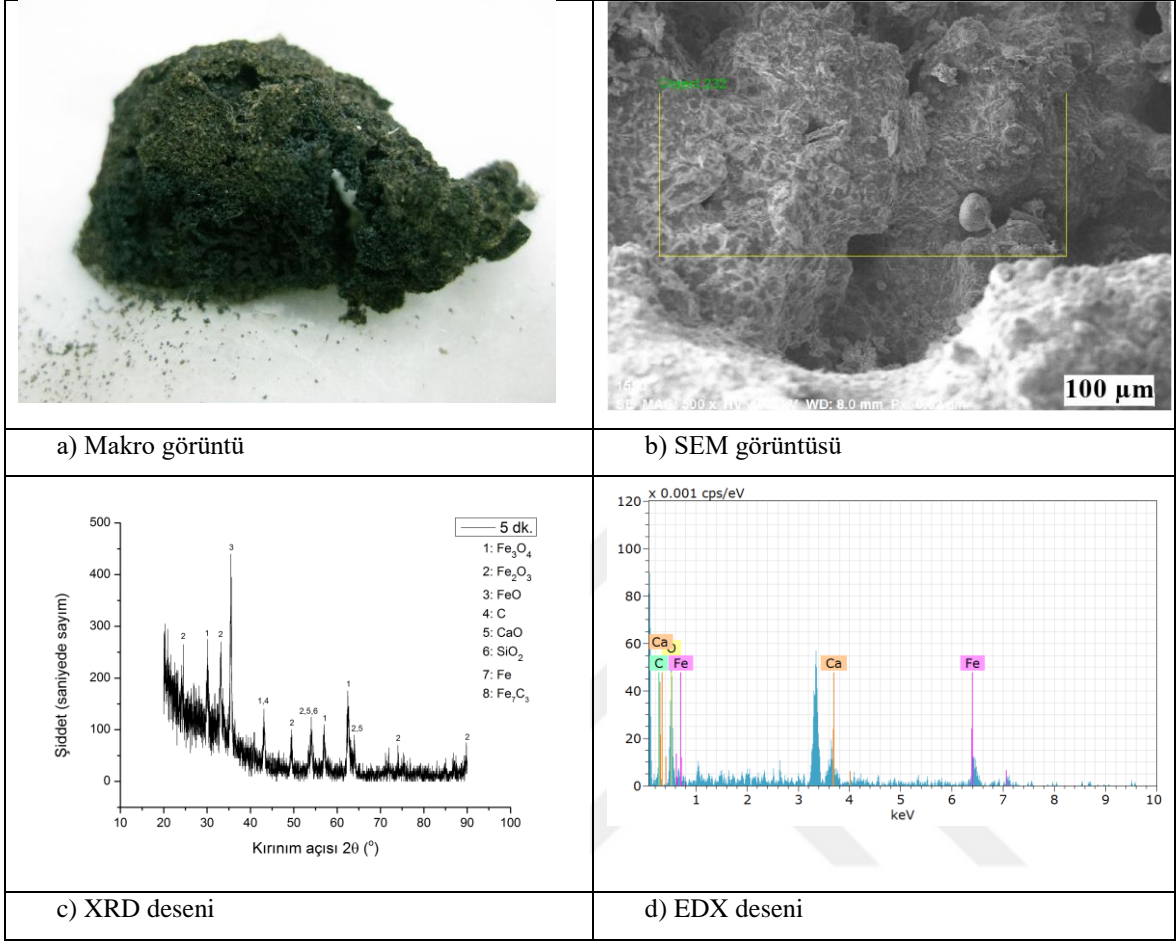 100 µm
a) Makro görüntü
b) SEM görüntüsü
500
400
300
200
100
0
10 20 30 40 50 60 70 80 90 100
Şiddet (saniyede sayım)
Kırınım açısı 2θ (°)
5 dk.
1: Fe₃O₄
2: Fe₂O₃
3: FeO
4: C
5: CaO
6: SiO₂
7: Fe
8: Fe₇C₃
2
1
2
3
1,4
2
2,5,6
1
1
2,5
2
2
x 0.001 cps/eV
120
100
80
60
40
20
0
Ca
C Fe Ca Fe
1 2 3 4 5 6 7 8 9 10
keV
c) XRD deseni
d) EDX deseni